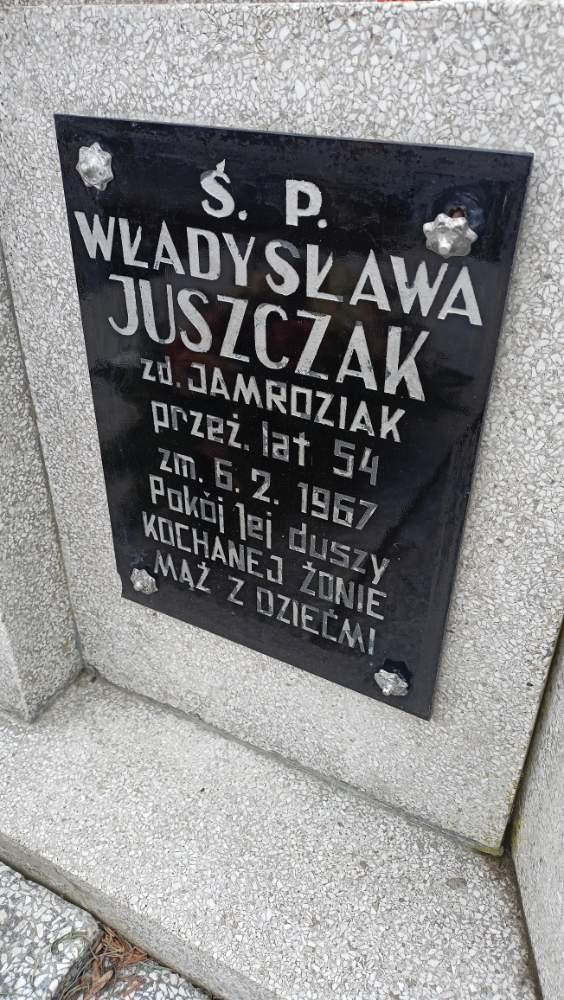 Ś. P.
WŁADYSŁAWA
JUSZCZAK
zd. JAMROZIAK
przeż. lat 54
zm. 6. 2. 1967
Pokój Jej duszy
KOCHANEJ ŻONIE
MĄŻ Z DZIEĆMI